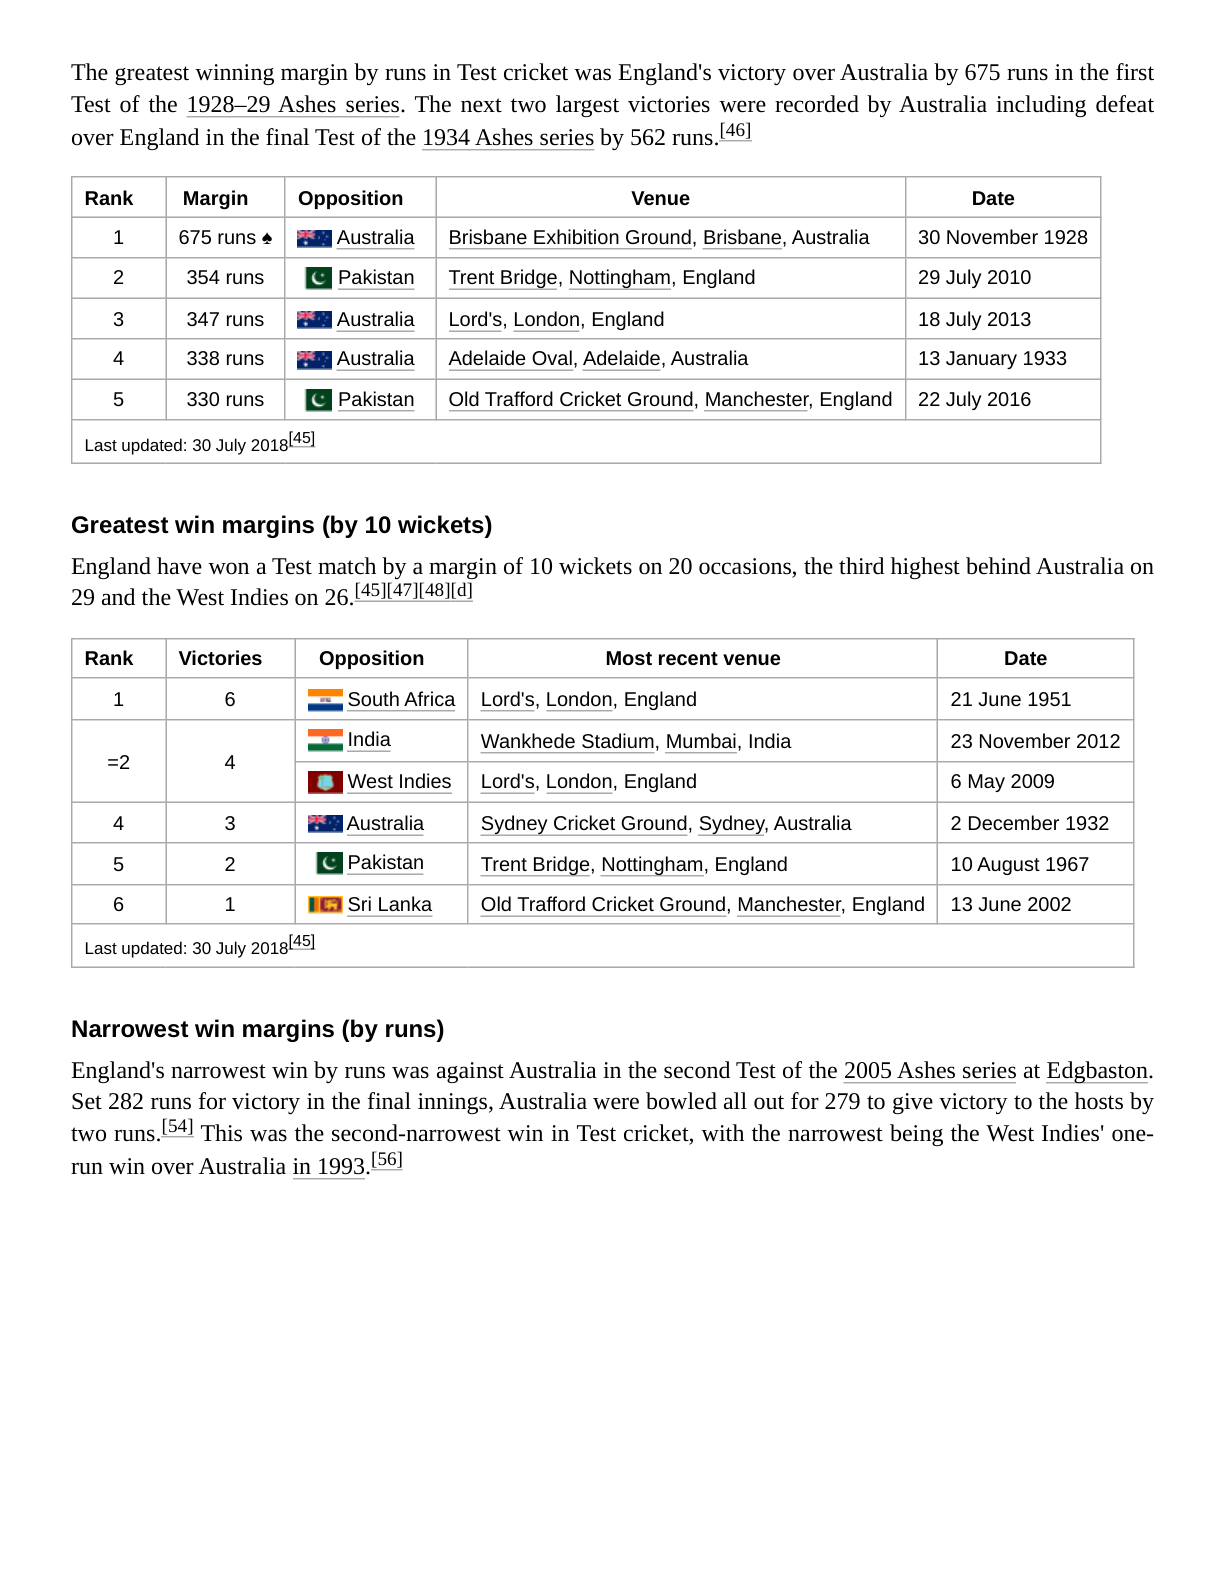 The greatest winning margin by runs in Test cricket was England's victory over Australia by 675 runs in the first
Test of the 1928–29 Ashes series. The next two largest victories were recorded by Australia including defeat
over England in the final Test of the 1934 Ashes series by 562 runs.[46]
Rank Margin Opposition Venue Date
1 675 runs ♠ Australia Brisbane Exhibition Ground, Brisbane, Australia 30 November 1928
2 354 runs Pakistan Trent Bridge, Nottingham, England 29 July 2010
3 347 runs Australia Lord's, London, England 18 July 2013
4 338 runs Australia Adelaide Oval, Adelaide, Australia 13 January 1933
5 330 runs Pakistan Old Trafford Cricket Ground, Manchester, England 22 July 2016
Last updated: 30 July 2018[45]
Greatest win margins (by 10 wickets)
England have won a Test match by a margin of 10 wickets on 20 occasions, the third highest behind Australia on
29 and the West Indies on 26.[45][47][48][d]
Rank Victories Opposition Most recent venue Date
1 6 South Africa Lord's, London, England 21 June 1951
=2 4 India Wankhede Stadium, Mumbai, India 23 November 2012
West Indies Lord's, London, England 6 May 2009
4 3 Australia Sydney Cricket Ground, Sydney, Australia 2 December 1932
5 2 Pakistan Trent Bridge, Nottingham, England 10 August 1967
6 1 Sri Lanka Old Trafford Cricket Ground, Manchester, England 13 June 2002
Last updated: 30 July 2018[45]
Narrowest win margins (by runs)
England's narrowest win by runs was against Australia in the second Test of the 2005 Ashes series at Edgbaston.
Set 282 runs for victory in the final innings, Australia were bowled all out for 279 to give victory to the hosts by
two runs.[54] This was the second-narrowest win in Test cricket, with the narrowest being the West Indies' one-
run win over Australia in 1993.[56]